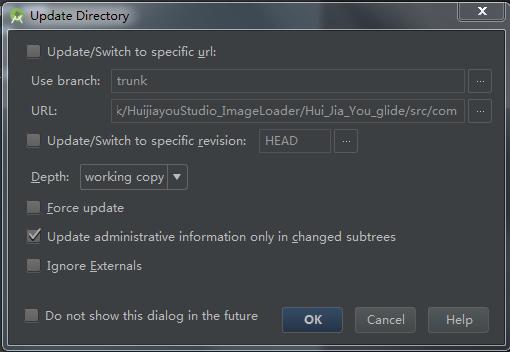 Update Directory
Update/Switch to specific url:
Use branch: trunk ...
URL: k/HuijiayouStudio_ImageLoader/Hui_Jia_You_glide/src/com ...
Update/Switch to specific revision: HEAD ...
Depth: working copy
Force update
Update administrative information only in changed subtrees
Ignore Externals
Do not show this dialog in the future OK Cancel Help